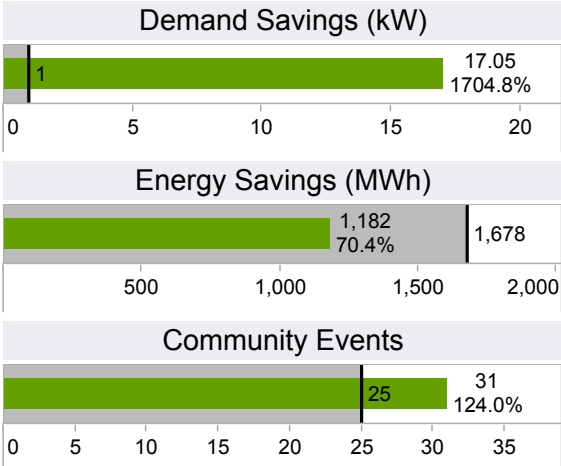 Demand Savings (kW)
1
17.05
1704.8%
0 5 10 15 20
Energy Savings (MWh)
1,182
70.4%
1,678
500 1,000 1,500 2,000
Community Events
25
31
124.0%
0 5 10 15 20 25 30 35